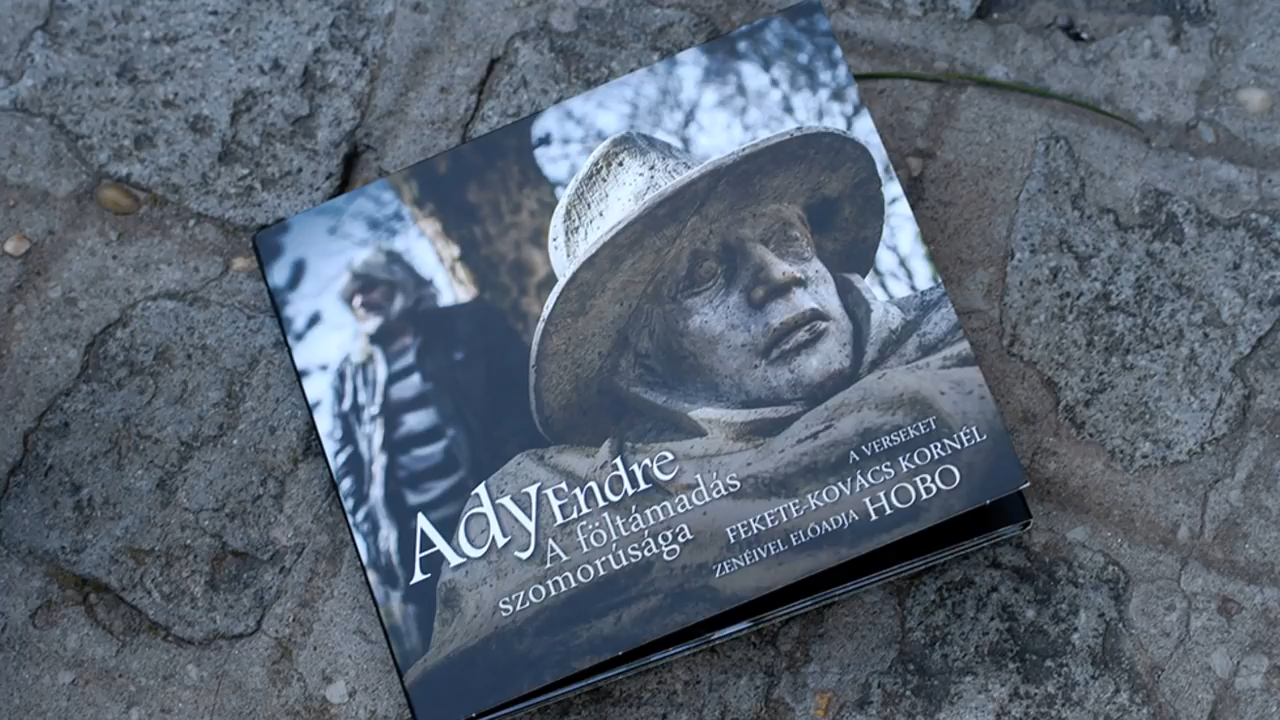 Ady Endre
A föltámadás
szomorúsága
A VERSEKET
FEKETE-KOVÁCS KORNÉL
ZENÉIVEL ELŐADJA HOBO